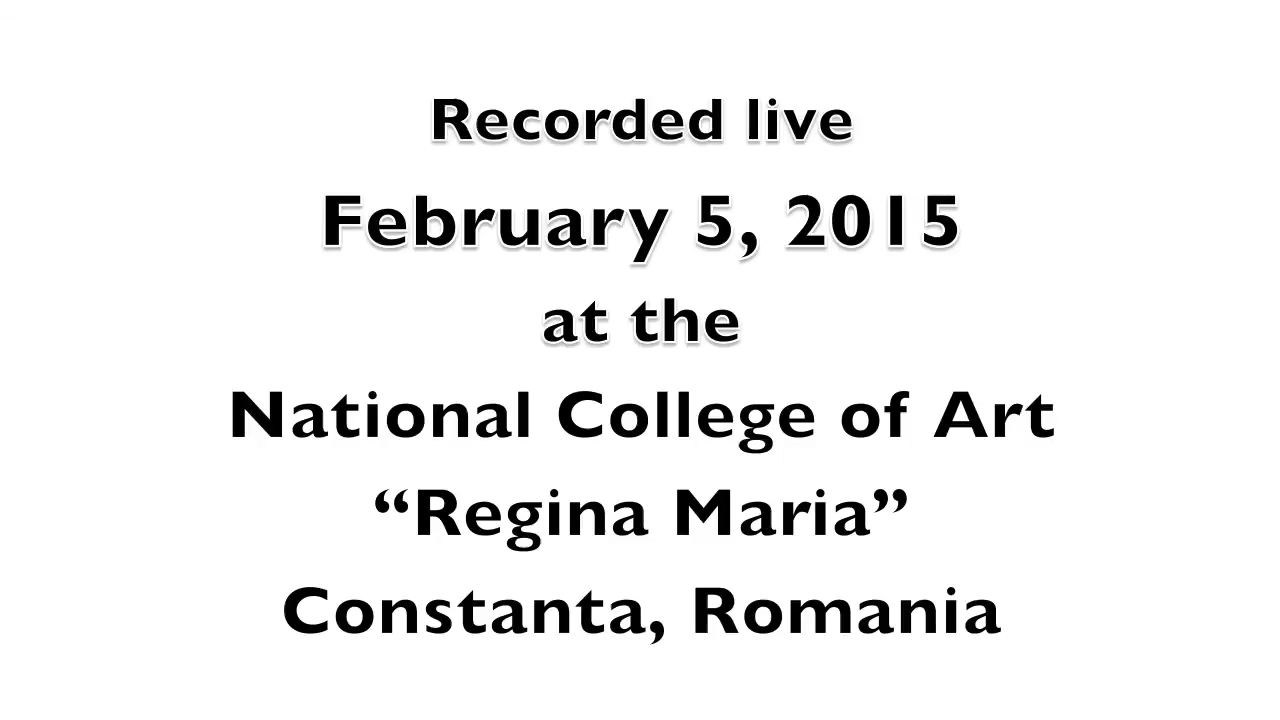 Recorded live
February 5, 2015
at the
National College of Art
“Regina Maria”
Constanta, Romania